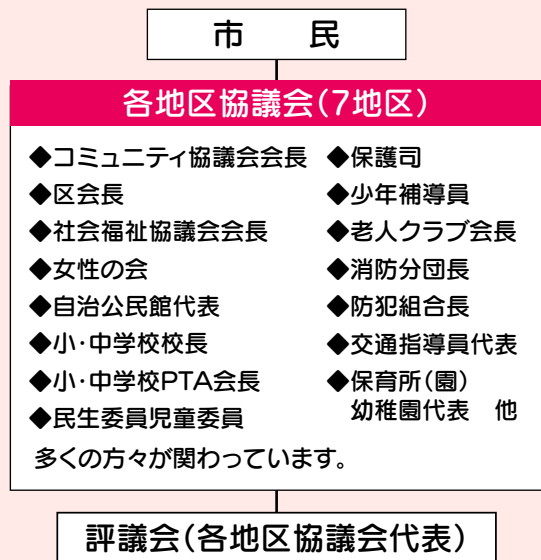 市　民
各地区協議会（7地区）
◆コミュニティ協議会会長
◆区会長
◆社会福祉協議会会長
◆女性の会
◆自治公民館代表
◆小・中学校校長
◆小・中学校PTA会長
◆民生委員児童委員
◆保護司
◆少年補導員
◆老人クラブ会長
◆消防分団長
◆防犯組合長
◆交通指導員代表
◆保育所（園）
幼稚園代表　他
多くの方々が関わっています。
評議会（各地区協議会代表）